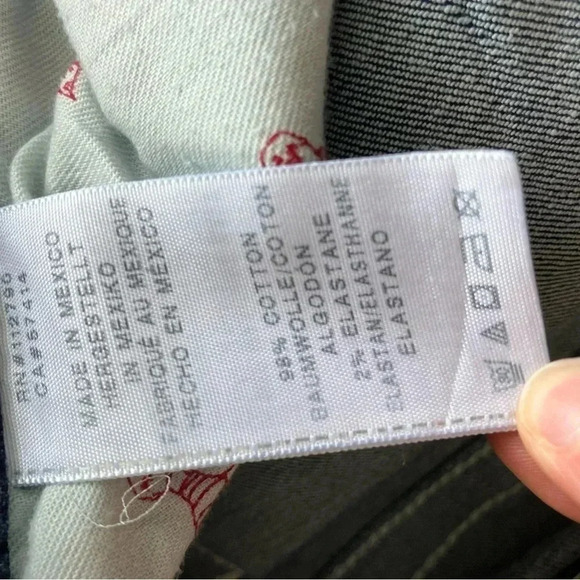 RN#112790
CA#57414
MADE IN MEXICO
HERGESTELLT
IN MEXIKO
FABRIQUÉ AU MEXIQUE
HECHO EN MÉXICO
98% COTTON
BAUMWOLLE/COTON
ALGODÓN
2% ELASTANE
ELASTAN/ELASTHANNE
ELASTANO